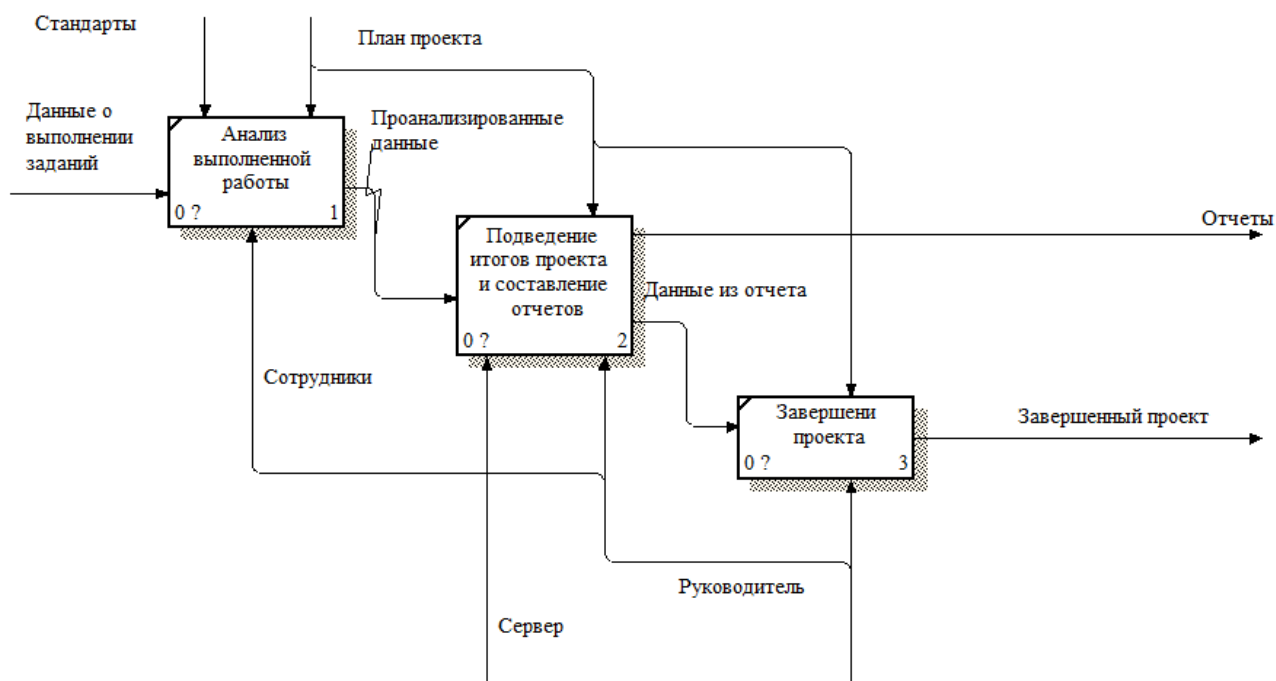 Стандарты
План проекта
Данные о
выполнении
заданий
Анализ
выполненной
работы
0 ?
1
Проанализированные
данные
Подведение
итогов проекта
и составление
отчетов
0 ?
2
Отчеты
Данные из отчета
Сотрудники
Завершени
проекта
0 ?
3
Завершенный проект
Руководитель
Сервер